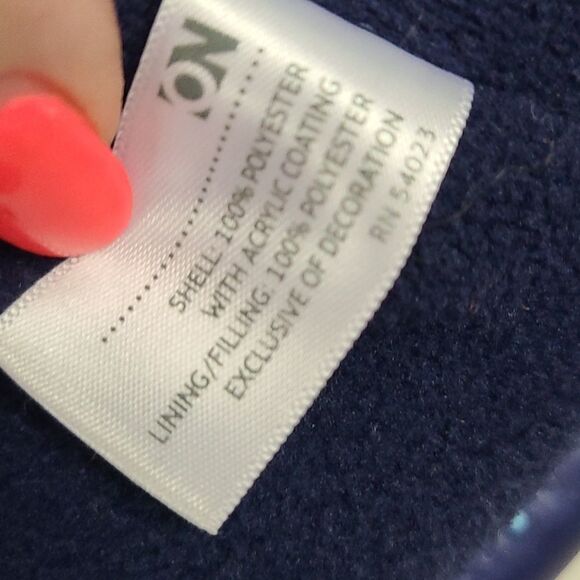 ON
SHELL: 100% POLYESTER
WITH ACRYLIC COATING
LINING/FILLING: 100% POLYESTER
EXCLUSIVE OF DECORATION
RN 54023